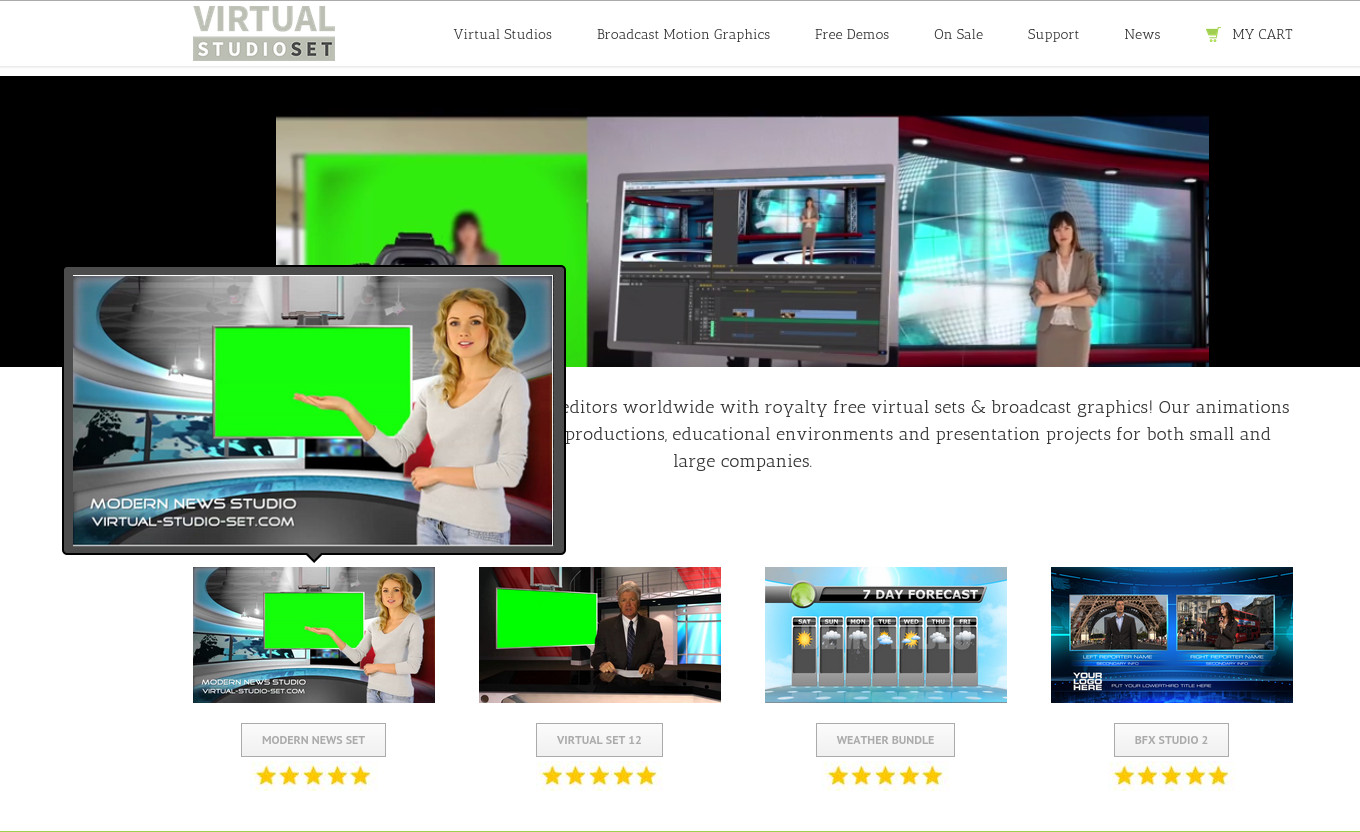 VIRTUAL
STUDIOSET
Virtual Studios
Broadcast Motion Graphics
Free Demos
On Sale
Support
News
MY CART
editors worldwide with royalty free virtual sets & broadcast graphics! Our animations
productions, educational environments and presentation projects for both small and
large companies.
MODERN NEWS STUDIO
VIRTUAL-STUDIO-SET.COM
MODERN NEWS STUDIO
VIRTUAL-STUDIO-SET.COM
7 DAY FORECAST
SAT SUN MON TUE WED THU FRI
LEFT REPORTER NAME RIGHT REPORTER NAME
SECONDARY INFO SECONDARY INFO
YOUR
LOGO
HERE
PUT YOUR LOWERTHIRD TITLE HERE
MODERN NEWS SET
VIRTUAL SET 12
WEATHER BUNDLE
BFX STUDIO 2